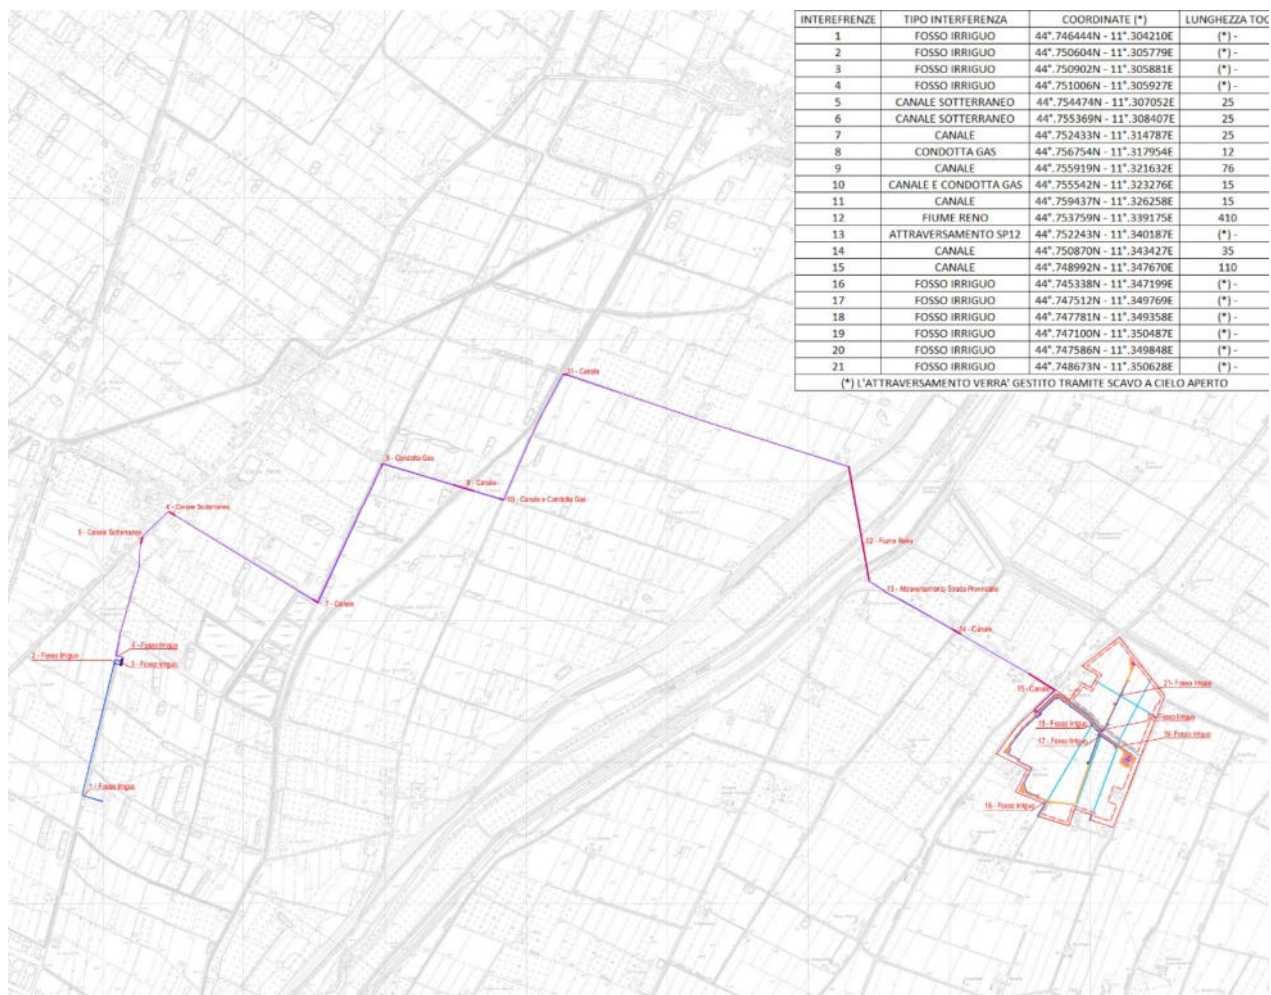 INTEREFRENZE TIPO INTERFERENZA COORDINATE (*) LUNGHEZZA TOC
1 FOSSO IRRIGUO 44°.746444N - 11°.304210E (*) -
2 FOSSO IRRIGUO 44°.750604N - 11°.305779E (*) -
3 FOSSO IRRIGUO 44°.750902N - 11°.305881E (*) -
4 FOSSO IRRIGUO 44°.751006N - 11°.305927E (*) -
5 CANALE SOTTERRANEO 44°.754474N - 11°.307052E 25
6 CANALE SOTTERRANEO 44°.755369N - 11°.308407E 25
7 CANALE 44°.752433N - 11°.314787E 25
8 CONDOTTA GAS 44°.756754N - 11°.317954E 12
9 CANALE 44°.755919N - 11°.321632E 76
10 CANALE E CONDOTTA GAS 44°.755542N - 11°.323276E 15
11 CANALE 44°.759437N - 11°.326258E 15
12 FIUME RENO 44°.753759N - 11°.339175E 410
13 ATTRAVERSAMENTO SP12 44°.752243N - 11°.340187E (*) -
14 CANALE 44°.750870N - 11°.343427E 35
15 CANALE 44°.748992N - 11°.347670E 110
16 FOSSO IRRIGUO 44°.745338N - 11°.347199E (*) -
17 FOSSO IRRIGUO 44°.747512N - 11°.349769E (*) -
18 FOSSO IRRIGUO 44°.747781N - 11°.349358E (*) -
19 FOSSO IRRIGUO 44°.747100N - 11°.350487E (*) -
20 FOSSO IRRIGUO 44°.747586N - 11°.349848E (*) -
21 FOSSO IRRIGUO 44°.748673N - 11°.350628E (*) -
(*) L'ATTRAVERSAMENTO VERRA' GESTITO TRAMITE SCAVO A CIELO APERTO
11 - Canale
8 - Condotta Gas
9 - Canale
10 - Canale e Condotta Gas
6 - Canale Sotterraneo
5 - Canale Sotterraneo
12 - Fiume Reno
13 - Attraversamento Strada Provinciale
7 - Canale
14 - Canale
4 - Fosso Irriguo
2 - Fosso Irriguo
3 - Fosso Irriguo
21 - Fosso Irriguo
15 - Canale
20 - Fosso Irriguo
18 - Fosso Irriguo
19 - Fosso Irriguo
17 - Fosso Irriguo
1 - Fosso Irriguo
16 - Fosso Irriguo